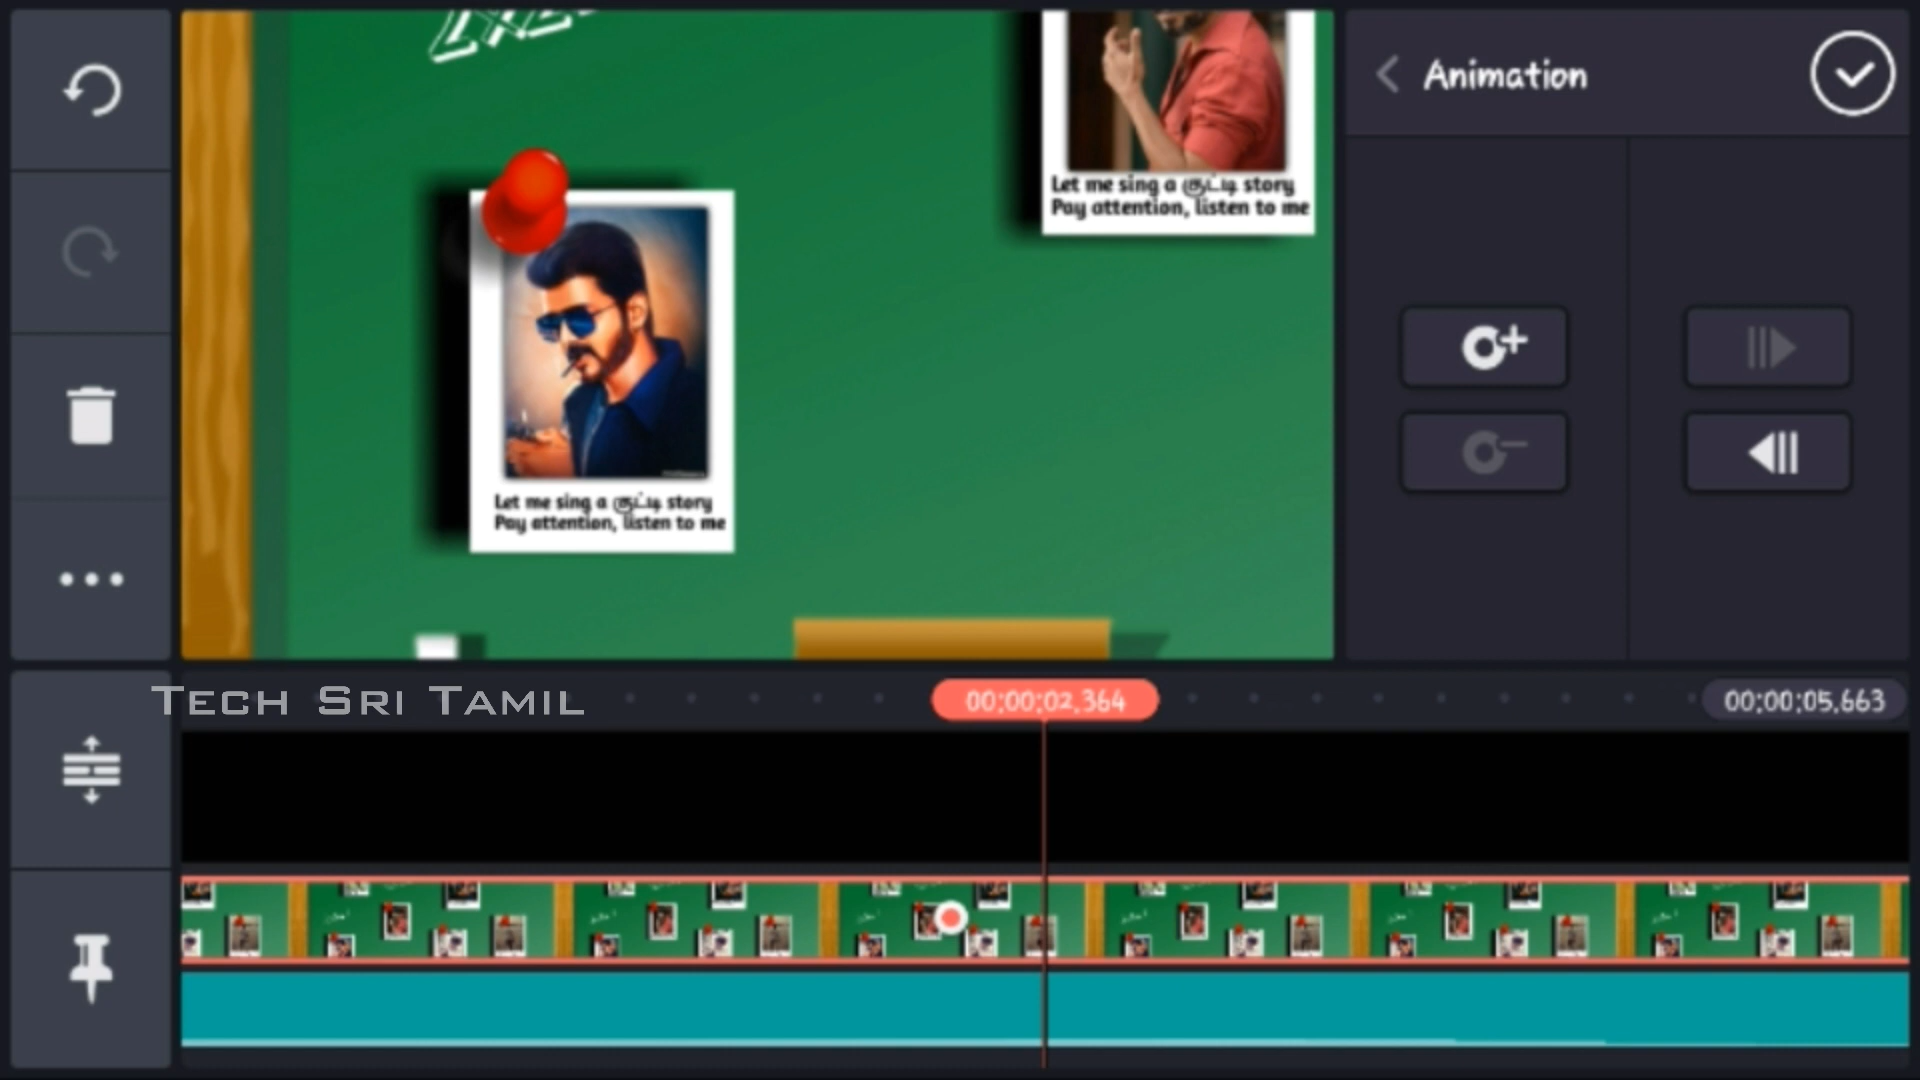 Animation
Let me sing a குட்டி story
Pay attention, listen to me
Let me sing a குட்டி story
Pay attention, listen to me
TECH SRI TAMIL
00:00:02.364
00:00:05.663